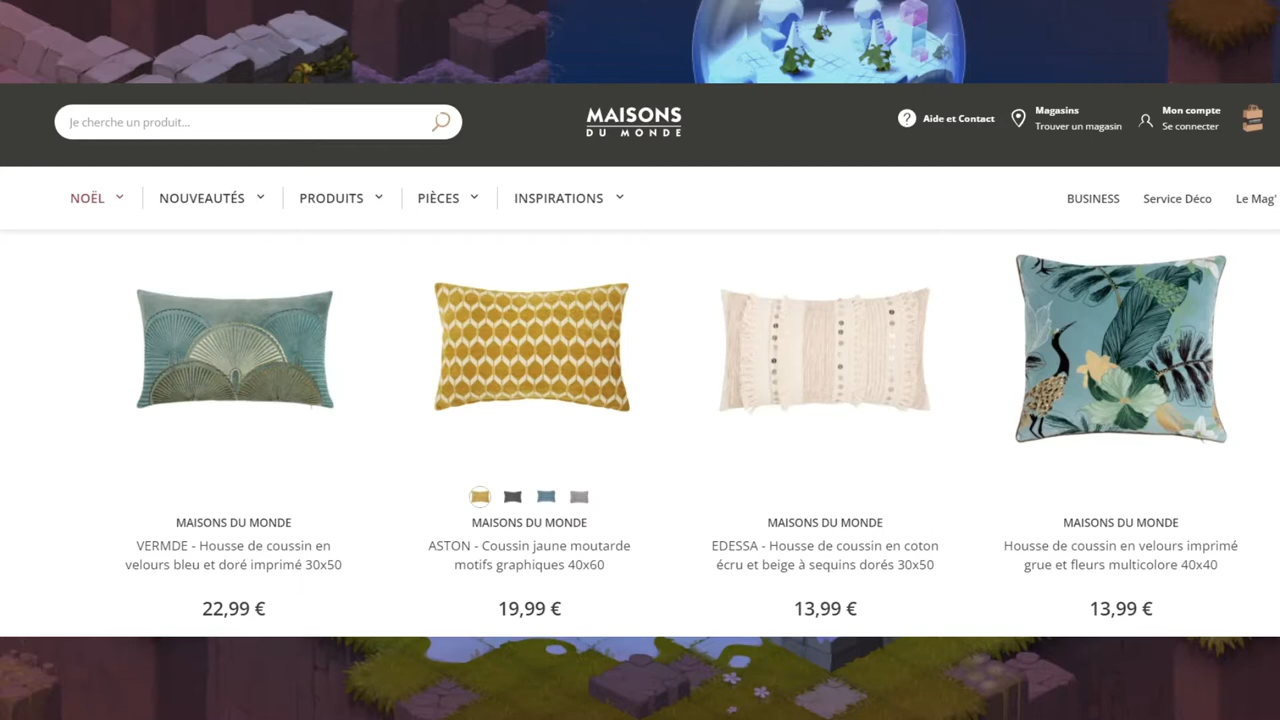 Je cherche un produit...
MAISONS
DU MONDE
Aide et Contact
Magasins
Trouver un magasin
Mon compte
Se connecter
NOËL
NOUVEAUTÉS
PRODUITS
PIÈCES
INSPIRATIONS
BUSINESS
Service Déco
Le Mag'
MAISONS DU MONDE
VERMDE - Housse de coussin en
velours bleu et doré imprimé 30x50
22,99 €
MAISONS DU MONDE
ASTON - Coussin jaune moutarde
motifs graphiques 40x60
19,99 €
MAISONS DU MONDE
EDESSA - Housse de coussin en coton
écru et beige à sequins dorés 30x50
13,99 €
MAISONS DU MONDE
Housse de coussin en velours imprimé
grue et fleurs multicolore 40x40
13,99 €